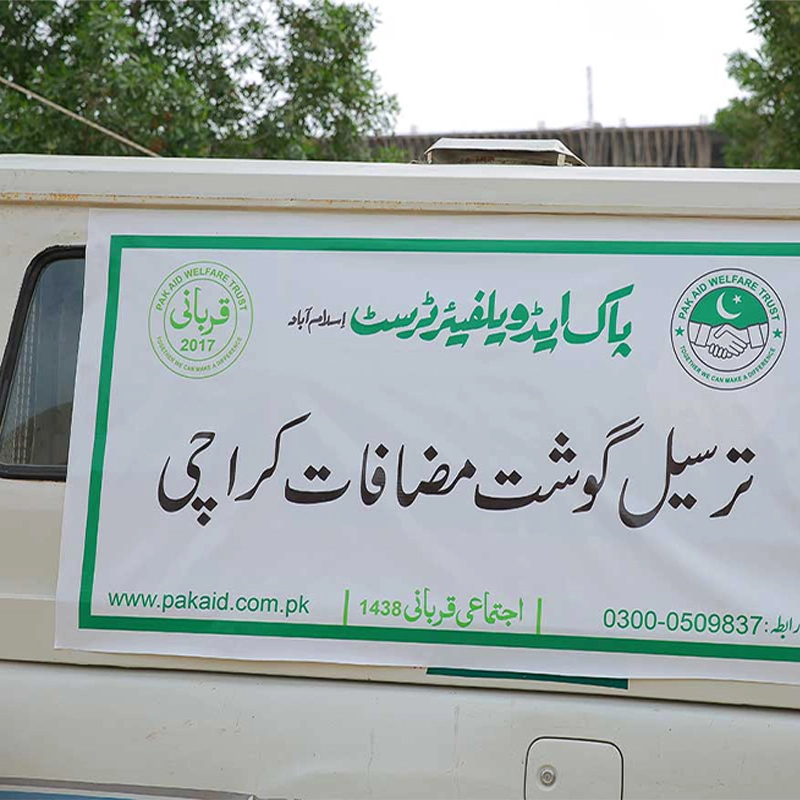 PAK AID WELFARE TRUST
قربانی
2017
TOGETHER WE CAN MAKE A DIFFERENCE
پاک ایڈ ویلفیئر ٹرسٹ اسلام آباد
PAK AID WELFARE TRUST
TOGETHER WE CAN MAKE A DIFFERENCE
ترسیل گوشت مضافات کراچی
رابطہ: 0300-0509837
اجتماعی قربانی 1438
www.pakaid.com.pk